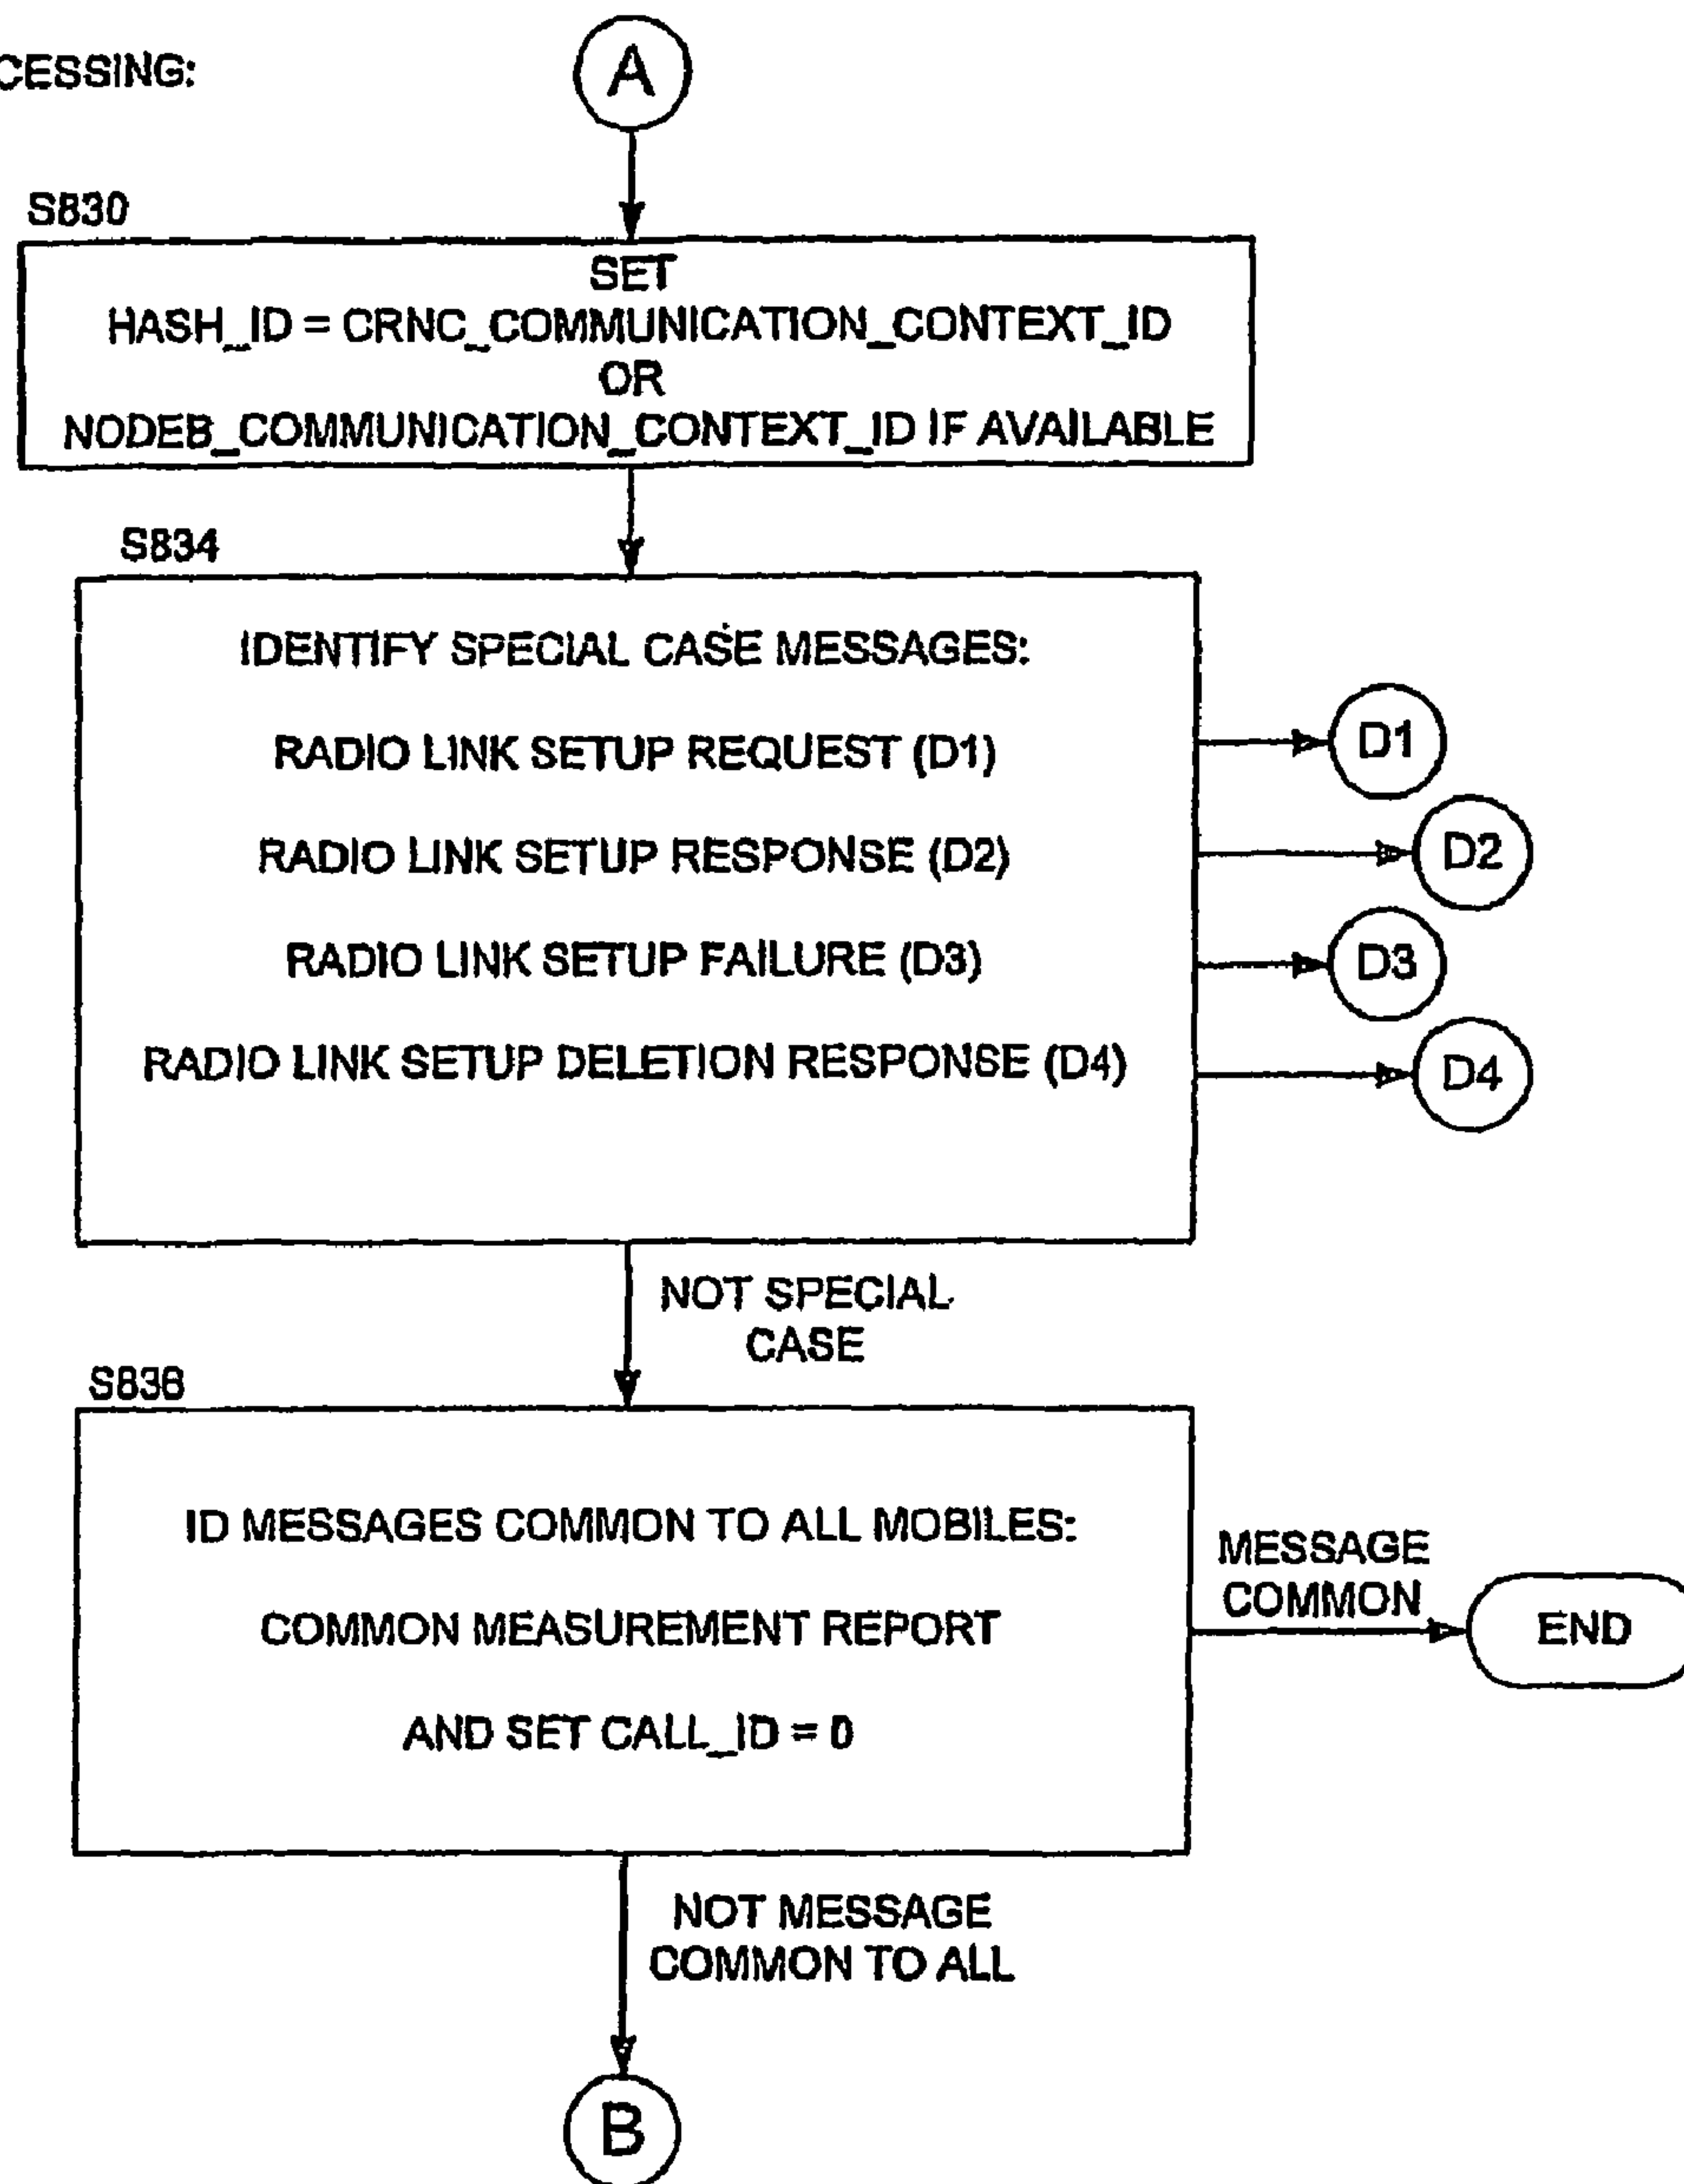 CESSING:
A
S830
SET
HASH_ID = CRNC_COMMUNICATION_CONTEXT_ID
OR
NODEB_COMMUNICATION_CONTEXT_ID IF AVAILABLE
S834
IDENTIFY SPECIAL CASE MESSAGES:
RADIO LINK SETUP REQUEST (D1)
D1
RADIO LINK SETUP RESPONSE (D2)
D2
RADIO LINK SETUP FAILURE (D3)
D3
RADIO LINK SETUP DELETION RESPONSE (D4)
D4
NOT SPECIAL
CASE
S838
ID MESSAGES COMMON TO ALL MOBILES:
COMMON MEASUREMENT REPORT
AND SET CALL_ID = 0
MESSAGE
COMMON
END
NOT MESSAGE
COMMON TO ALL
B